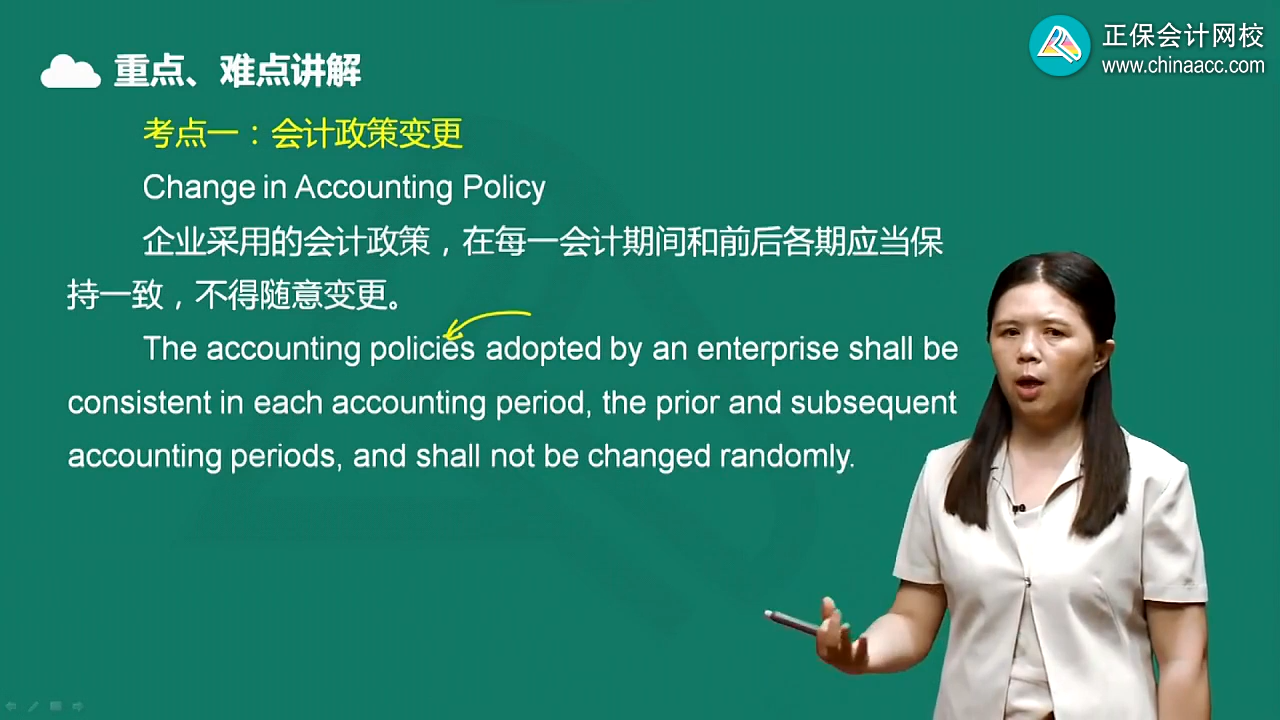 正保会计网校
www.chinaacc.com
重点、难点讲解
考点一：会计政策变更
Change in Accounting Policy
企业采用的会计政策，在每一会计期间和前后各期应当保
持一致，不得随意变更。
The accounting policies adopted by an enterprise shall be
consistent in each accounting period, the prior and subsequent
accounting periods, and shall not be changed randomly.